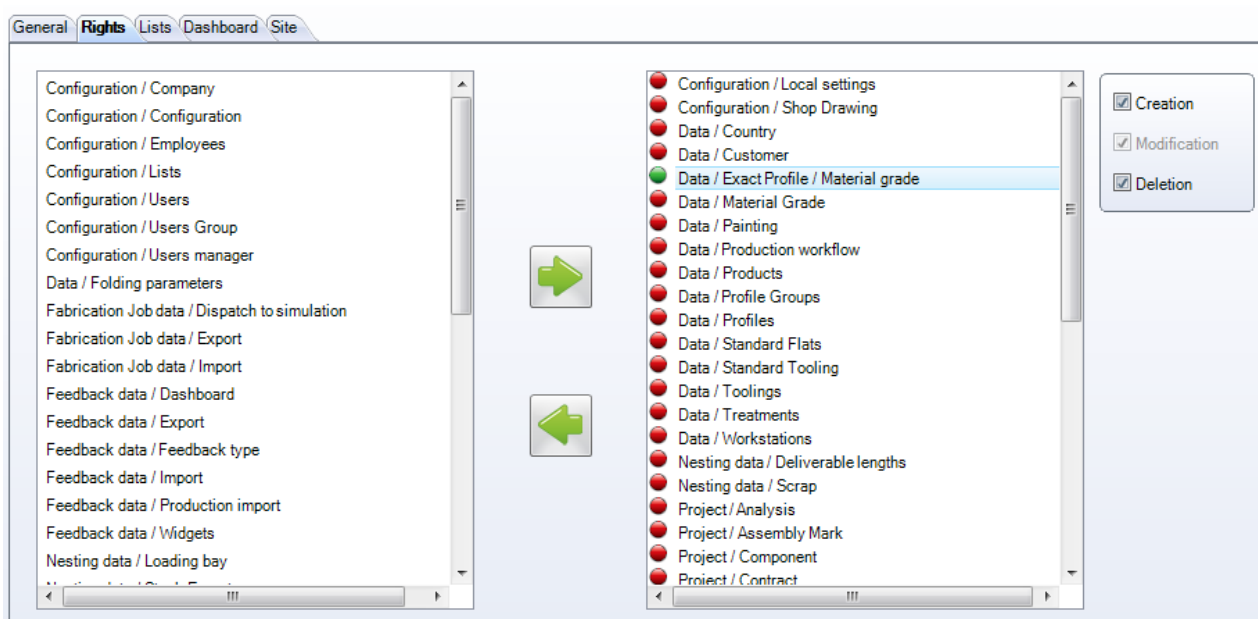 General Rights Lists Dashboard Site
Configuration / Company
Configuration / Configuration
Configuration / Employees
Configuration / Lists
Configuration / Users
Configuration / Users Group
Configuration / Users manager
Data / Folding parameters
Fabrication Job data / Dispatch to simulation
Fabrication Job data / Export
Fabrication Job data / Import
Feedback data / Dashboard
Feedback data / Export
Feedback data / Feedback type
Feedback data / Import
Feedback data / Production import
Feedback data / Widgets
Nesting data / Loading bay
Configuration / Local settings
Configuration / Shop Drawing
Data / Country
Data / Customer
Data / Exact Profile / Material grade
Data / Material Grade
Data / Painting
Data / Production workflow
Data / Products
Data / Profile Groups
Data / Profiles
Data / Standard Flats
Data / Standard Tooling
Data / Toolings
Data / Treatments
Data / Workstations
Nesting data / Deliverable lengths
Nesting data / Scrap
Project / Analysis
Project / Assembly Mark
Project / Component
Project / Contract
Creation
Modification
Deletion